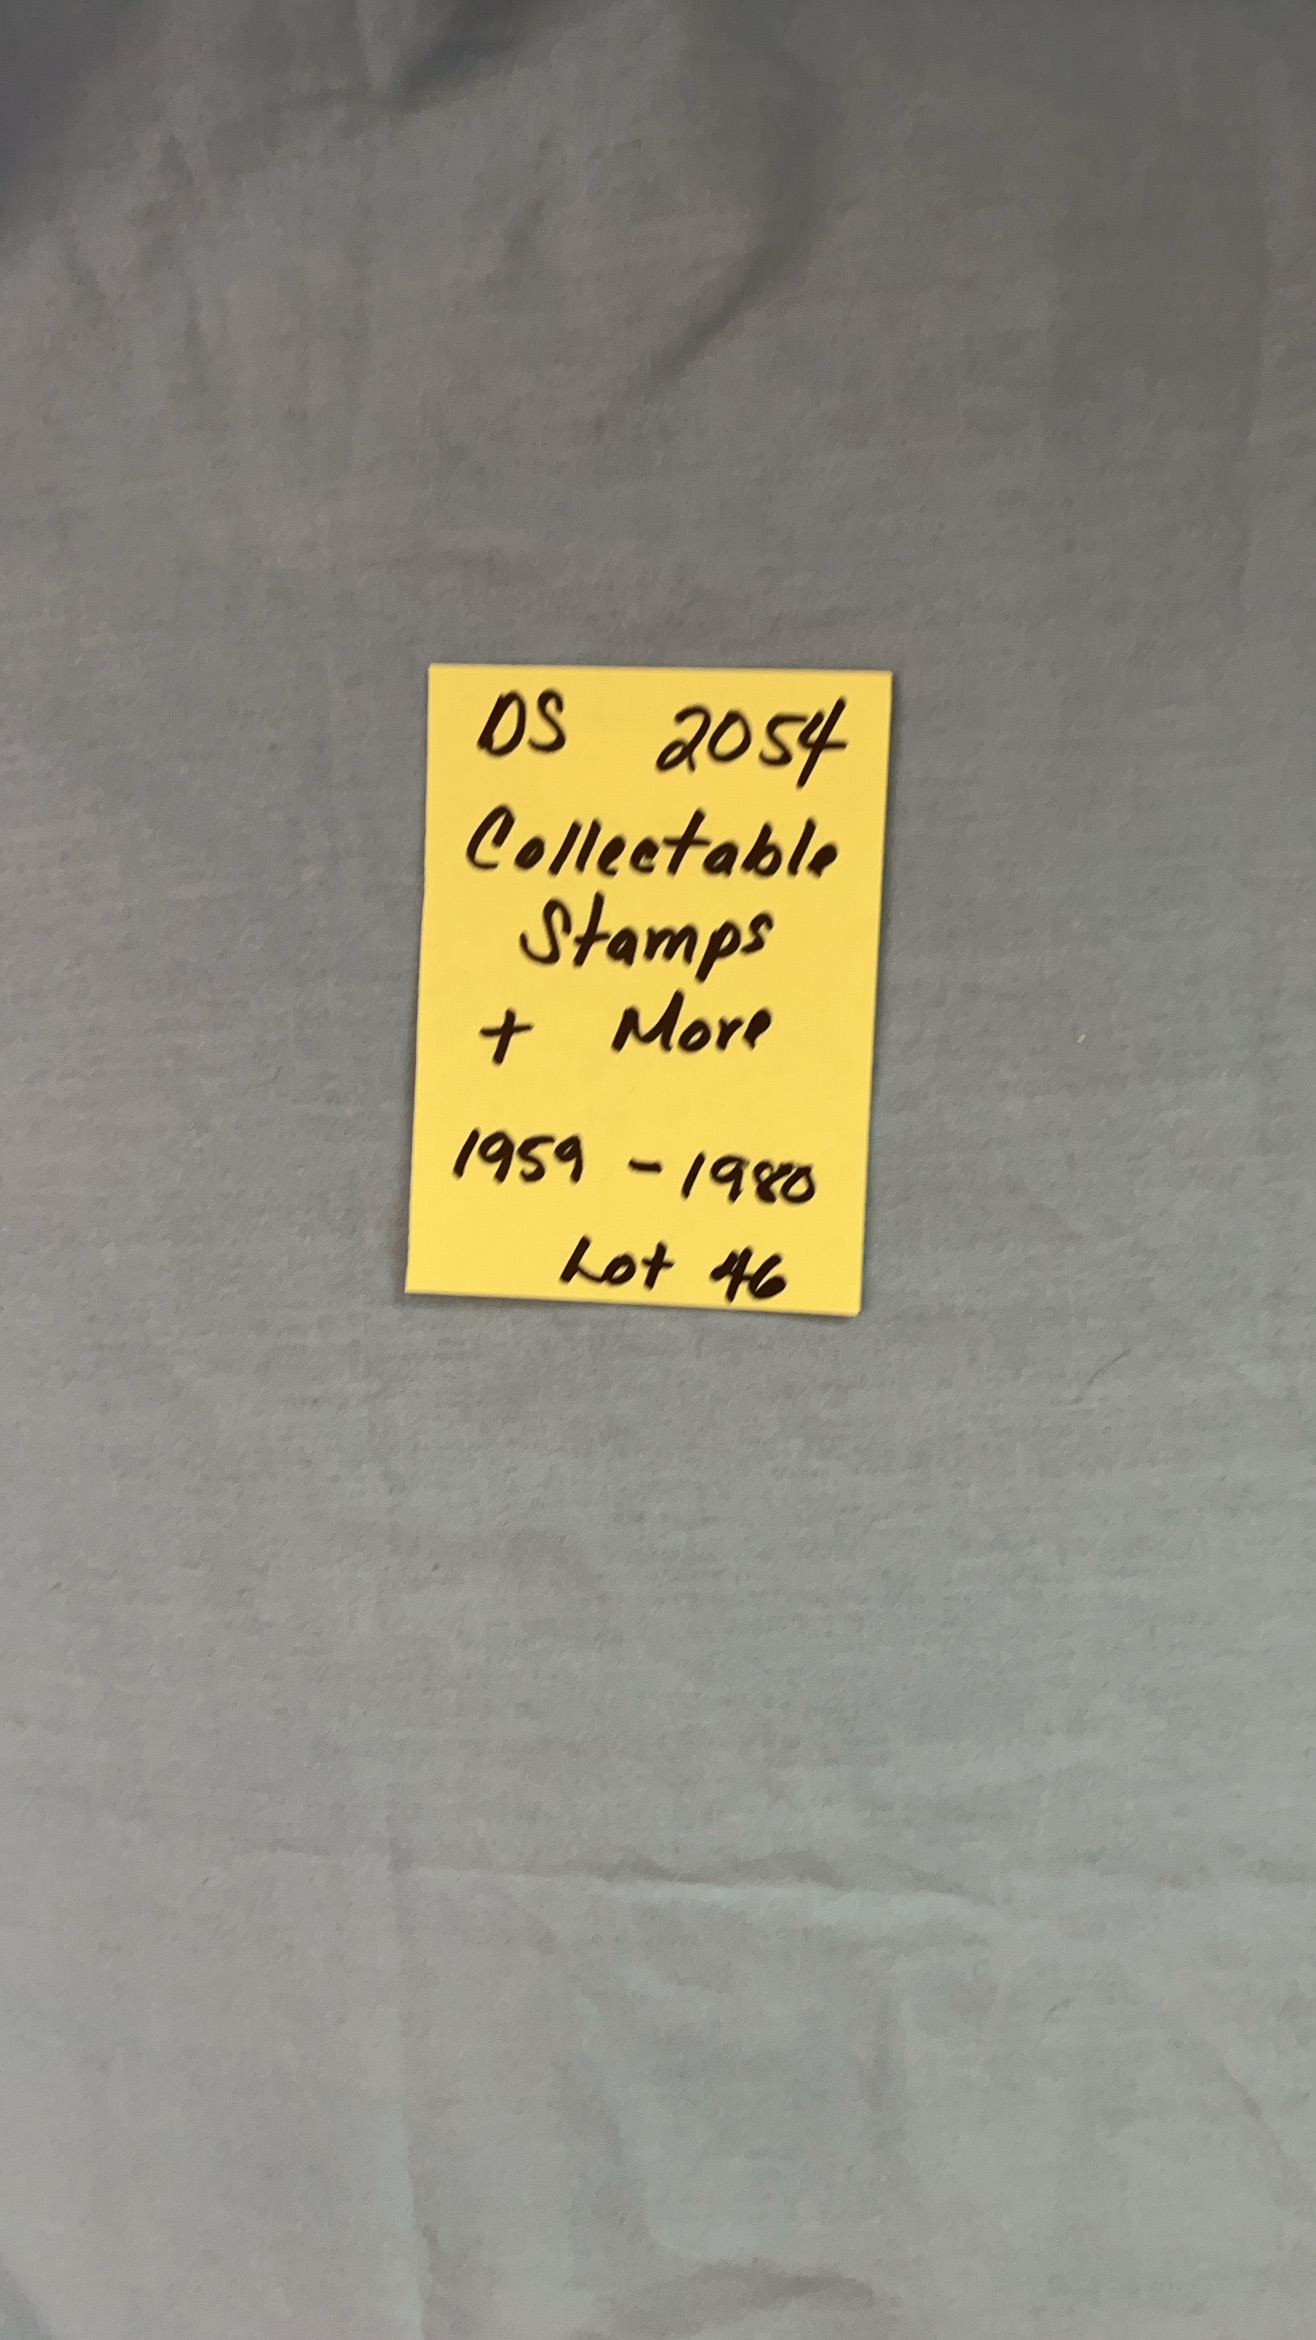 DS 2054
Collectable
Stamps
+ More
1959 - 1980
Lot 46